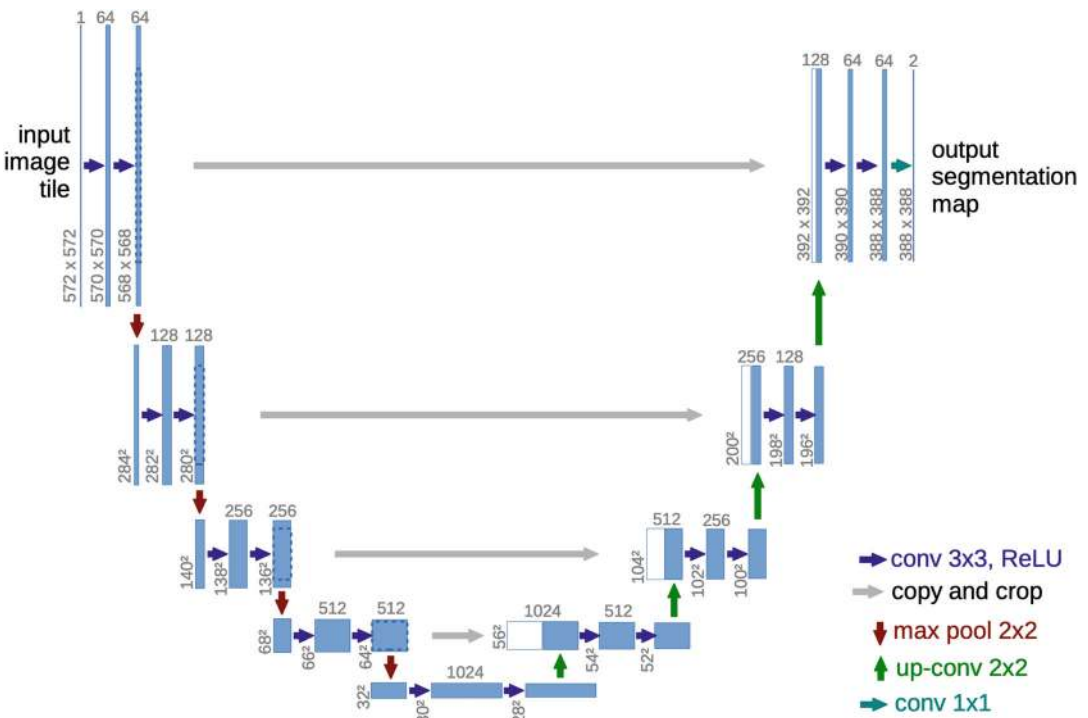 1 64 64
input
image
tile
572 x 572
570 x 570
568 x 568
128 64 64 2
392 x 392
390 x 390
388 x 388
388 x 388
output
segmentation
map
128 128
284²
282²
280²
256 128
200²
198²
196²
256 256
140²
138²
136²
512 256
104²
102²
100²
512 512
68²
66²
64²
1024 512
56²
54²
52²
1024
32²
conv 3x3, ReLU
copy and crop
max pool 2x2
up-conv 2x2
conv 1x1